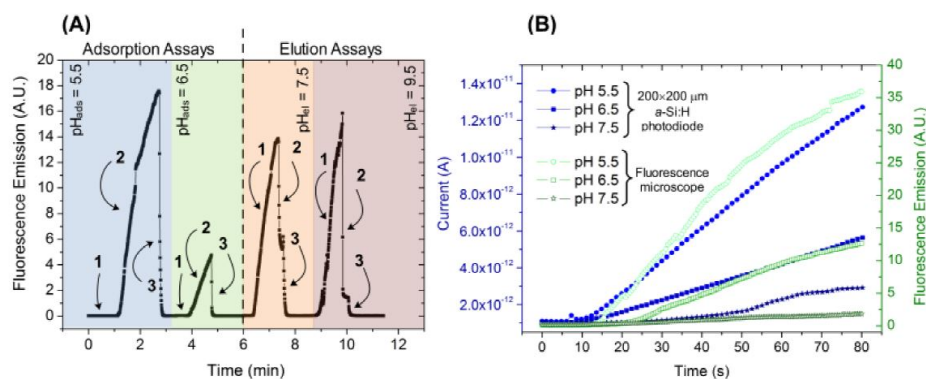 (A)
Adsorption Assays
Elution Assays
Fluorescence Emission (A.U.)
20
18
16
14
12
10
8
6
4
2
0
pHads = 5.5
pHads = 6.5
pHel = 7.5
pHel = 9.5
1
2
3
1
2
3
1
2
3
1
2
3
0
2
4
6
8
10
12
Time (min)
(B)
Current (A)
1.4x10⁻¹¹
1.2x10⁻¹¹
1.0x10⁻¹¹
8.0x10⁻¹²
6.0x10⁻¹²
4.0x10⁻¹²
2.0x10⁻¹²
pH 5.5
pH 6.5
pH 7.5
200×200 μm
a-Si:H
photodiode
pH 5.5
pH 6.5
pH 7.5
Fluorescence
microscope
40
35
30
25
20
15
10
5
0
Fluorescence Emission (A.U.)
0
10
20
30
40
50
60
70
80
Time (s)